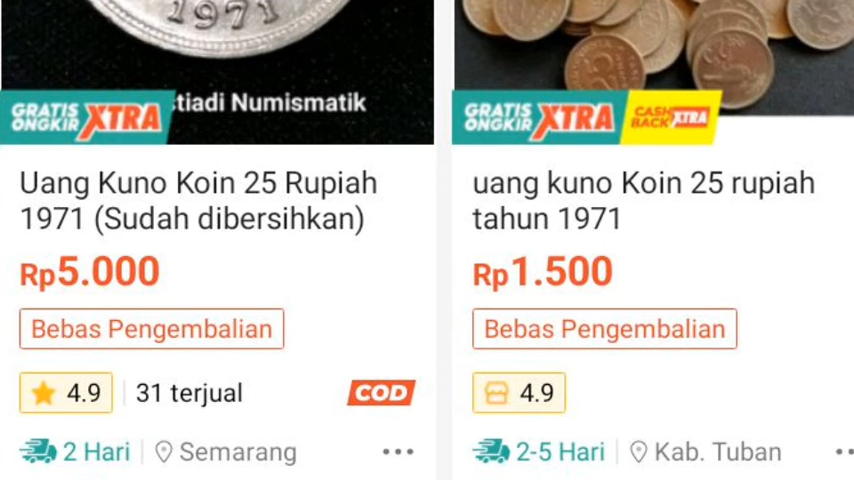 1971
stiadi Numismatik
GRATIS
ONGKIR XTRA
Uang Kuno Koin 25 Rupiah
1971 (Sudah dibersihkan)
Rp5.000
Bebas Pengembalian
4.9 31 terjual COD
2 Hari Semarang
GRATIS
ONGKIR XTRA
CASH
BACK XTRA
uang kuno Koin 25 rupiah
tahun 1971
Rp1.500
Bebas Pengembalian
4.9
2-5 Hari Kab. Tuban